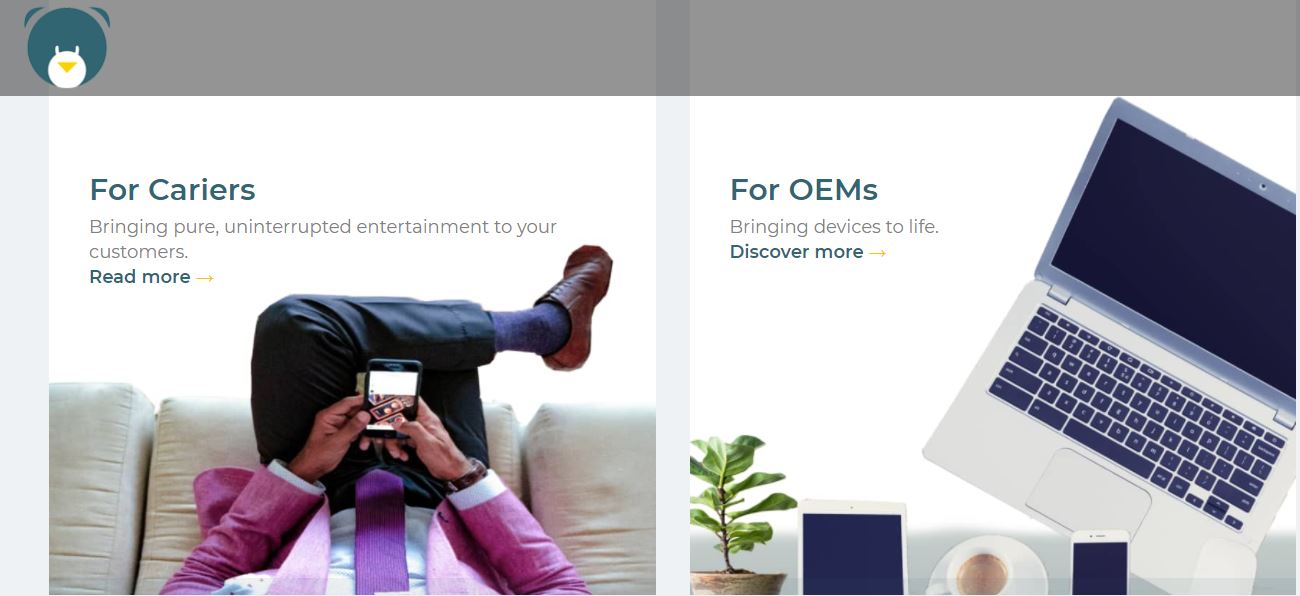 For Cariers
Bringing pure, uninterrupted entertainment to your
customers.
Read more →
For OEMs
Bringing devices to life.
Discover more →